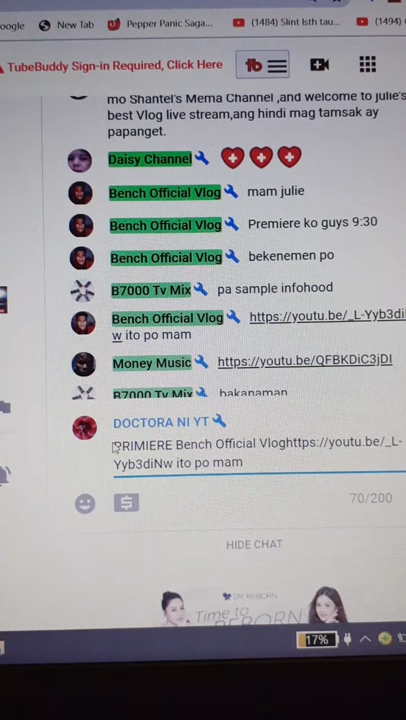 oogle New Tab Pepper Panic Saga... (1484) Slint Isth tau... (1494)
TubeBuddy Sign-in Required, Click Here tb
mo Shantel's Mema Channel ,and welcome to julie's
best Vlog live stream,ang hindi mag tamsak ay
papanget.
Daisy Channel
Bench Official Vlog mam julie
Bench Official Vlog Premiere ko guys 9:30
Bench Official Vlog bekenemen po
B7000 Tv Mix pa sample infohood
Bench Official Vlog https://youtu.be/_L-Yyb3di
w ito po mam
Money Music https://youtu.be/QFBKDiC3jDI
B7000 Tv Mix bakanaman
DOCTORA NI YT
PRIMIERE Bench Official Vloghttps://youtu.be/_L-
Yyb3diNw ito po mam
70/200
HIDE CHAT
Time to
REBORN
17%